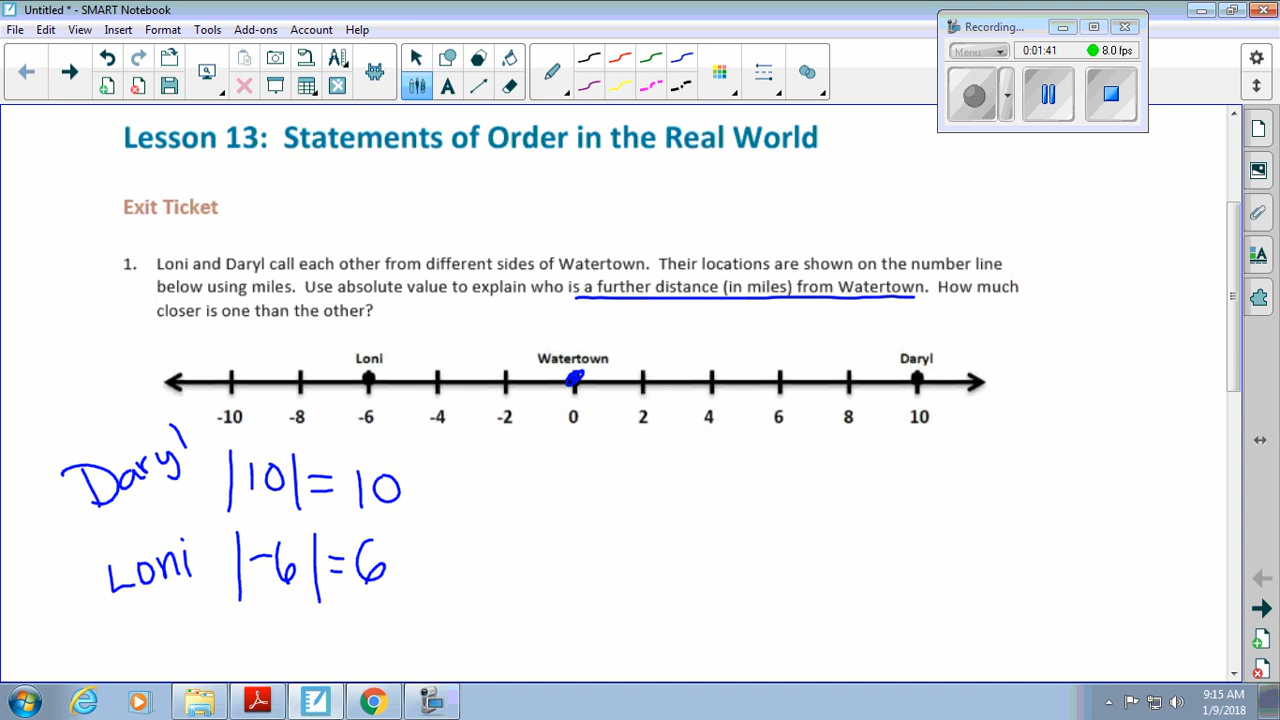 Untitled * - SMART Notebook
File Edit View Insert Format Tools Add-ons Account Help
Recording...
Menu 0:01:41 8.0 fps
Lesson 13: Statements of Order in the Real World
Exit Ticket
1. Loni and Daryl call each other from different sides of Watertown. Their locations are shown on the number line
below using miles. Use absolute value to explain who is a further distance (in miles) from Watertown. How much
closer is one than the other?
Loni Watertown Daryl
-10 -8 -6 -4 -2 0 2 4 6 8 10
Daryl |10| = 10
Loni |-6| = 6
9:15 AM
1/9/2018